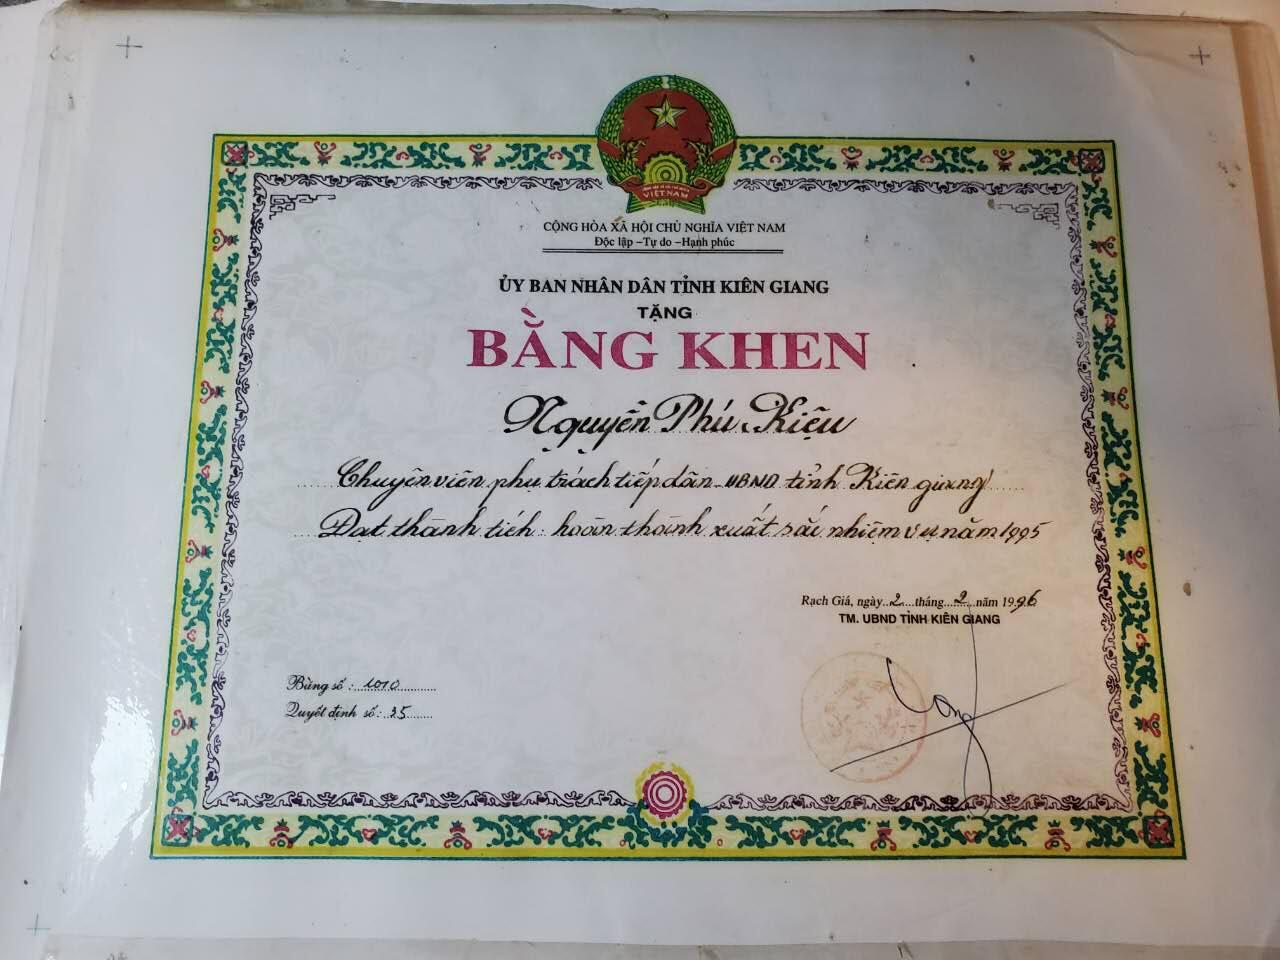 VIỆT NAM
CỘNG HÒA XÃ HỘI CHỦ NGHĨA VIỆT NAM
Độc lập –Tự do –Hạnh phúc
ỦY BAN NHÂN DÂN TỈNH KIÊN GIANG
TẶNG
BẰNG KHEN
Nguyễn Phú Kiệu
Chuyên viên phụ trách tiếp dân UBND tỉnh Kiên giang
Đạt thành tích: hoàn thành xuất sắc nhiệm vụ năm 1995
Rạch Giá, ngày 2 tháng 2 năm 1996
TM. UBND TỈNH KIÊN GIANG
Bằng số: 1010
Quyết định số: 35